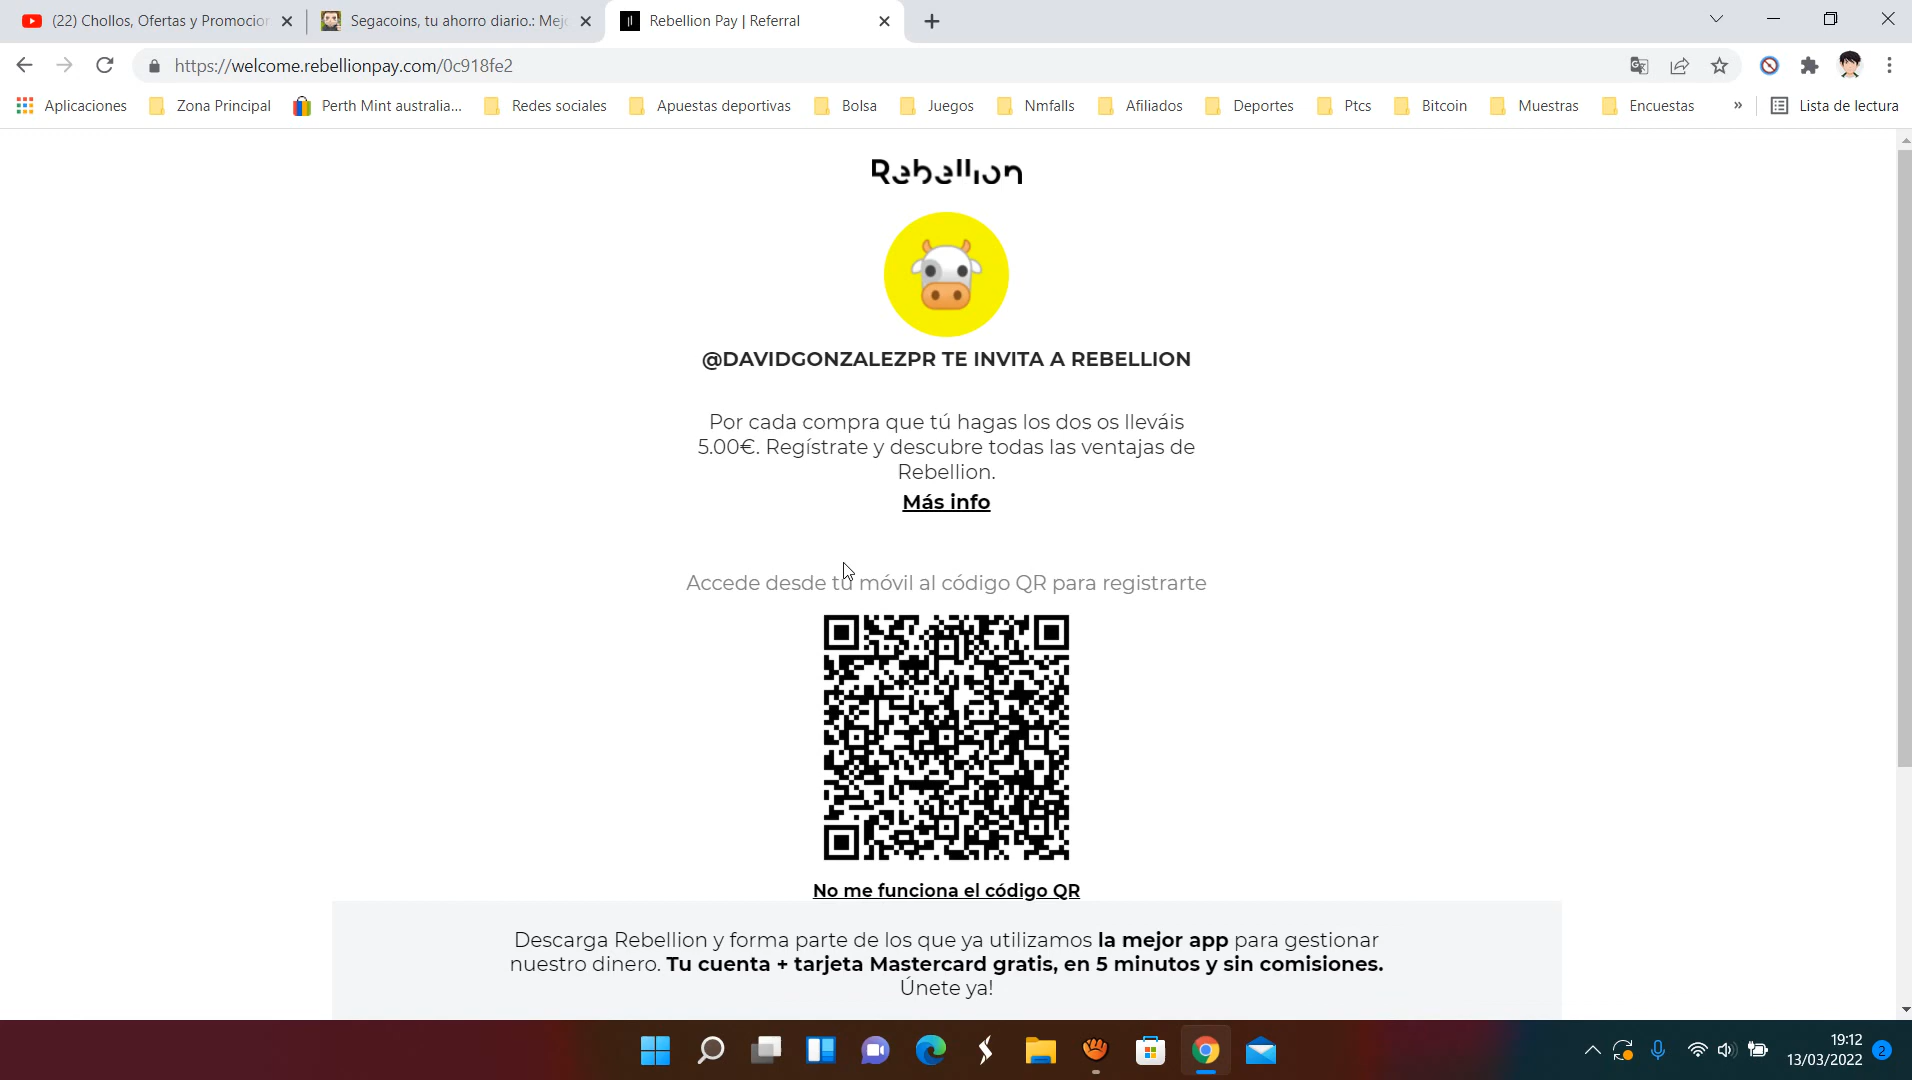 (22) Chollos, Ofertas y Promocion
Segacoins, tu ahorro diario.: Mej
Rebellion Pay | Referral
https://welcome.rebellionpay.com/0c918fe2
Aplicaciones
Zona Principal
Perth Mint australia...
Redes sociales
Apuestas deportivas
Bolsa
Juegos
Nmfalls
Afiliados
Deportes
Ptcs
Bitcoin
Muestras
Encuestas
»
Lista de lectura
Rebellion
@DAVIDGONZALEZPR TE INVITA A REBELLION
Por cada compra que tú hagas los dos os lleváis
5.00€. Regístrate y descubre todas las ventajas de
Rebellion.
Más info
Accede desde tu móvil al código QR para registrarte
No me funciona el código QR
Descarga Rebellion y forma parte de los que ya utilizamos la mejor app para gestionar
nuestro dinero. Tu cuenta + tarjeta Mastercard gratis, en 5 minutos y sin comisiones.
Únete ya!
19:12
13/03/2022
2